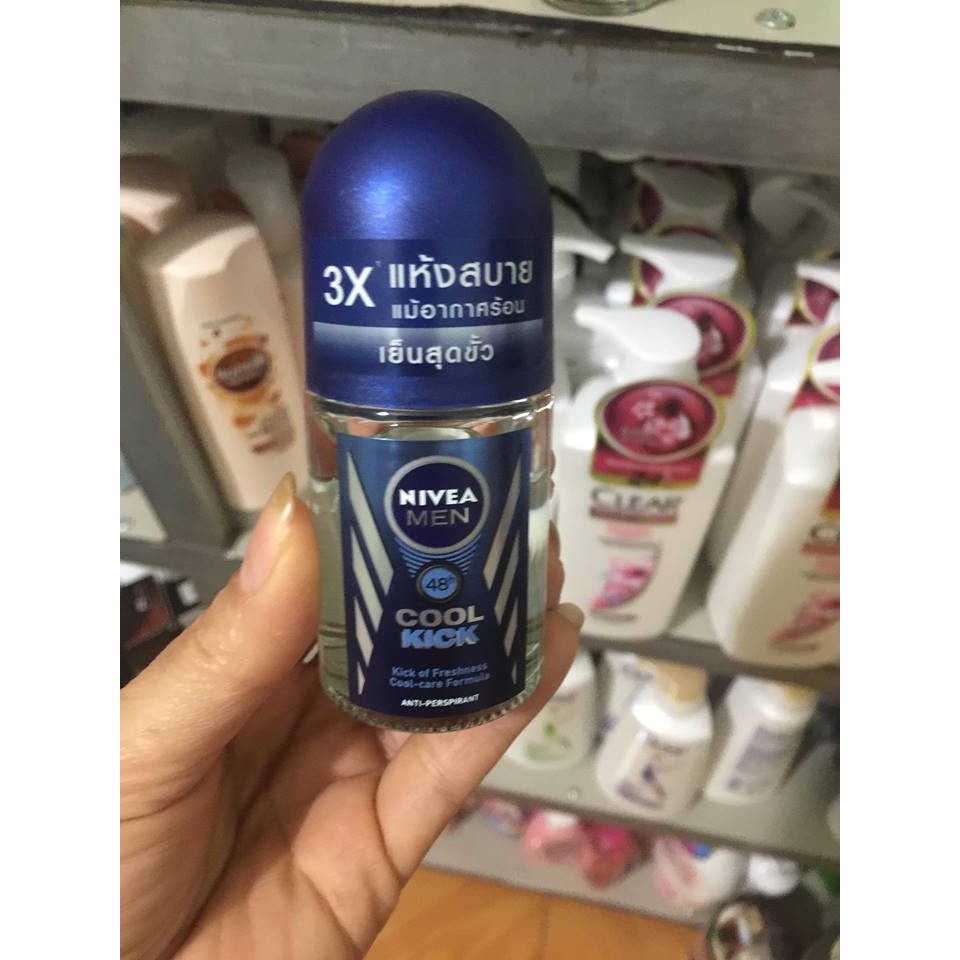 3X แห้งสบาย
แม้อากาศร้อน
เย็นสุดขั้ว
NIVEA
MEN
48h
COOL
KICK
Kick of Freshness
Cool-care Formula
ANTI-PERSPIRANT
CLEAR